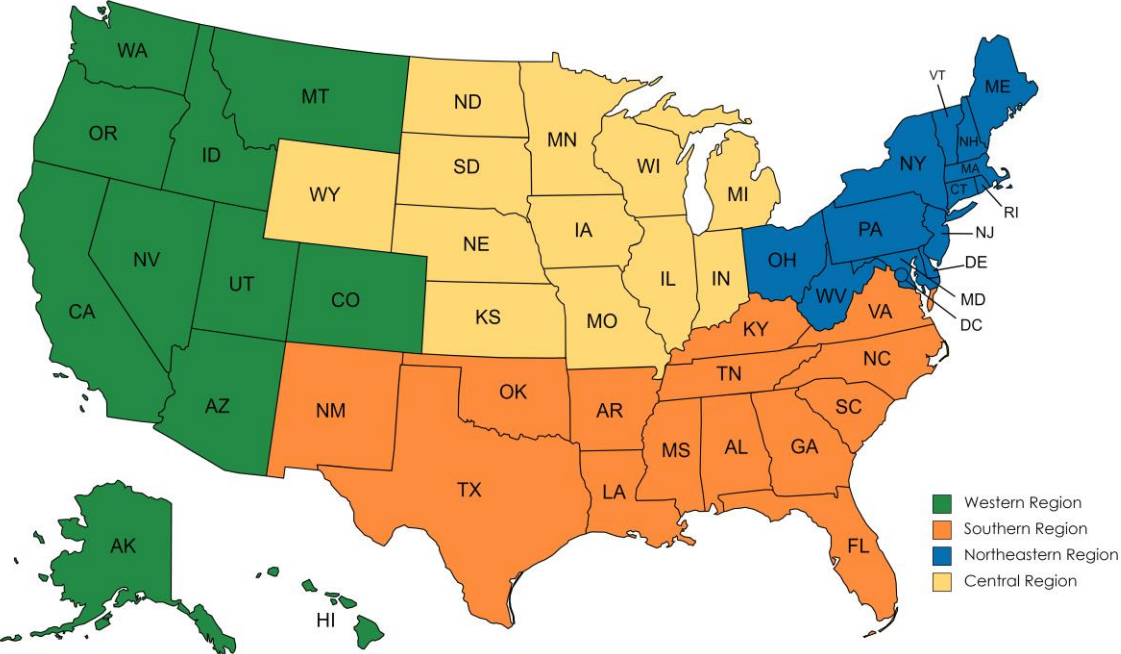 WA
MT
ND
MN
OR
ID
SD
WI
MI
WY
VT
ME
NH
NY
MA
CT
RI
NE
IA
PA
NJ
NV
UT
CO
IL
IN
OH
DE
CA
KS
MO
WV
MD
VA
DC
KY
AZ
NM
OK
AR
TN
NC
SC
TX
LA
MS
AL
GA
FL
AK
HI
Western Region
Southern Region
Northeastern Region
Central Region